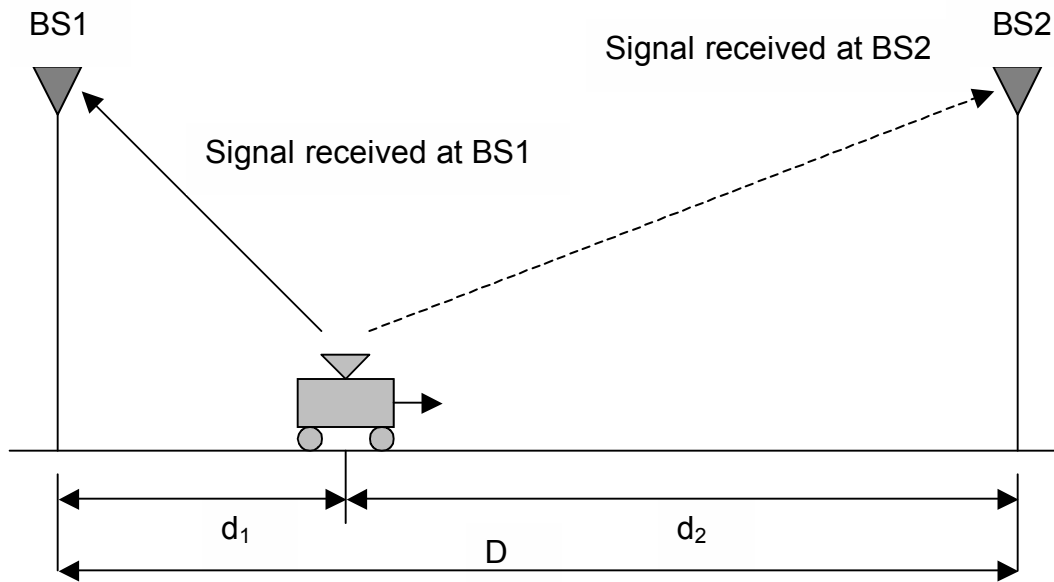 BS1
BS2
Signal received at BS2
Signal received at BS1
d₁
d₂
D